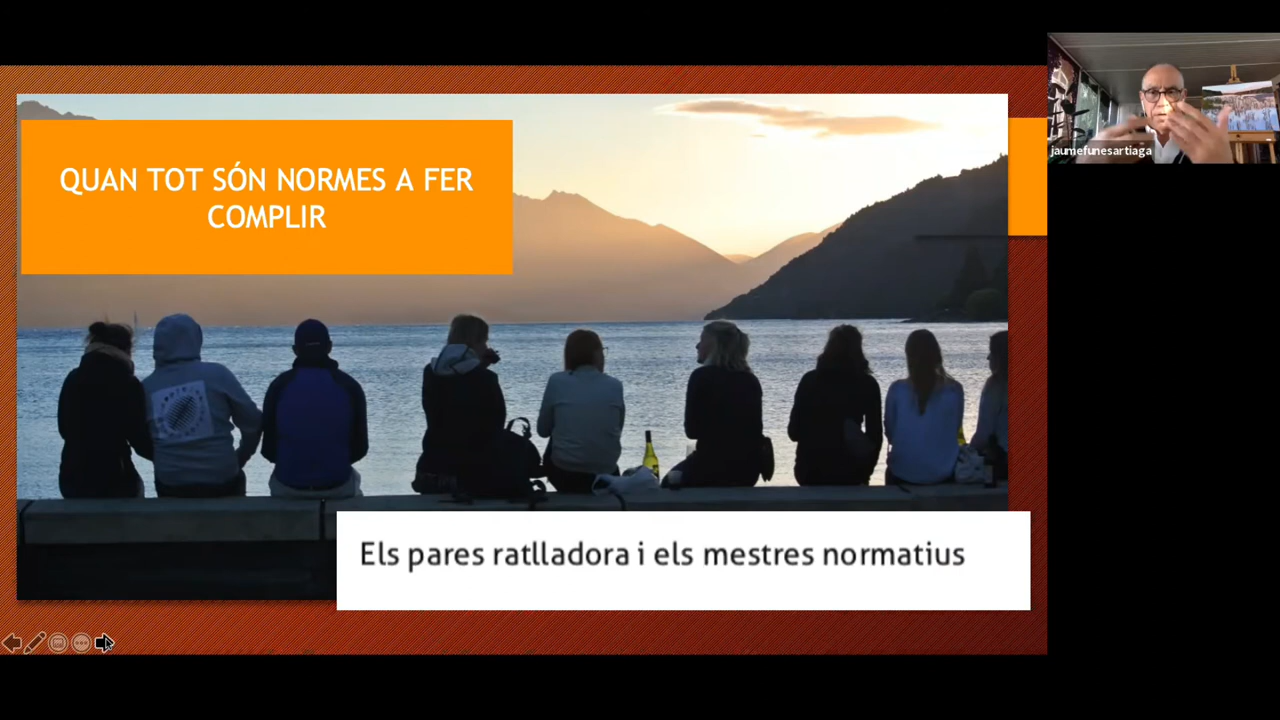 QUAN TOT SÓN NORMES A FER
COMPLIR
jaumefunesartiaga
Els pares ratlladora i els mestres normatius